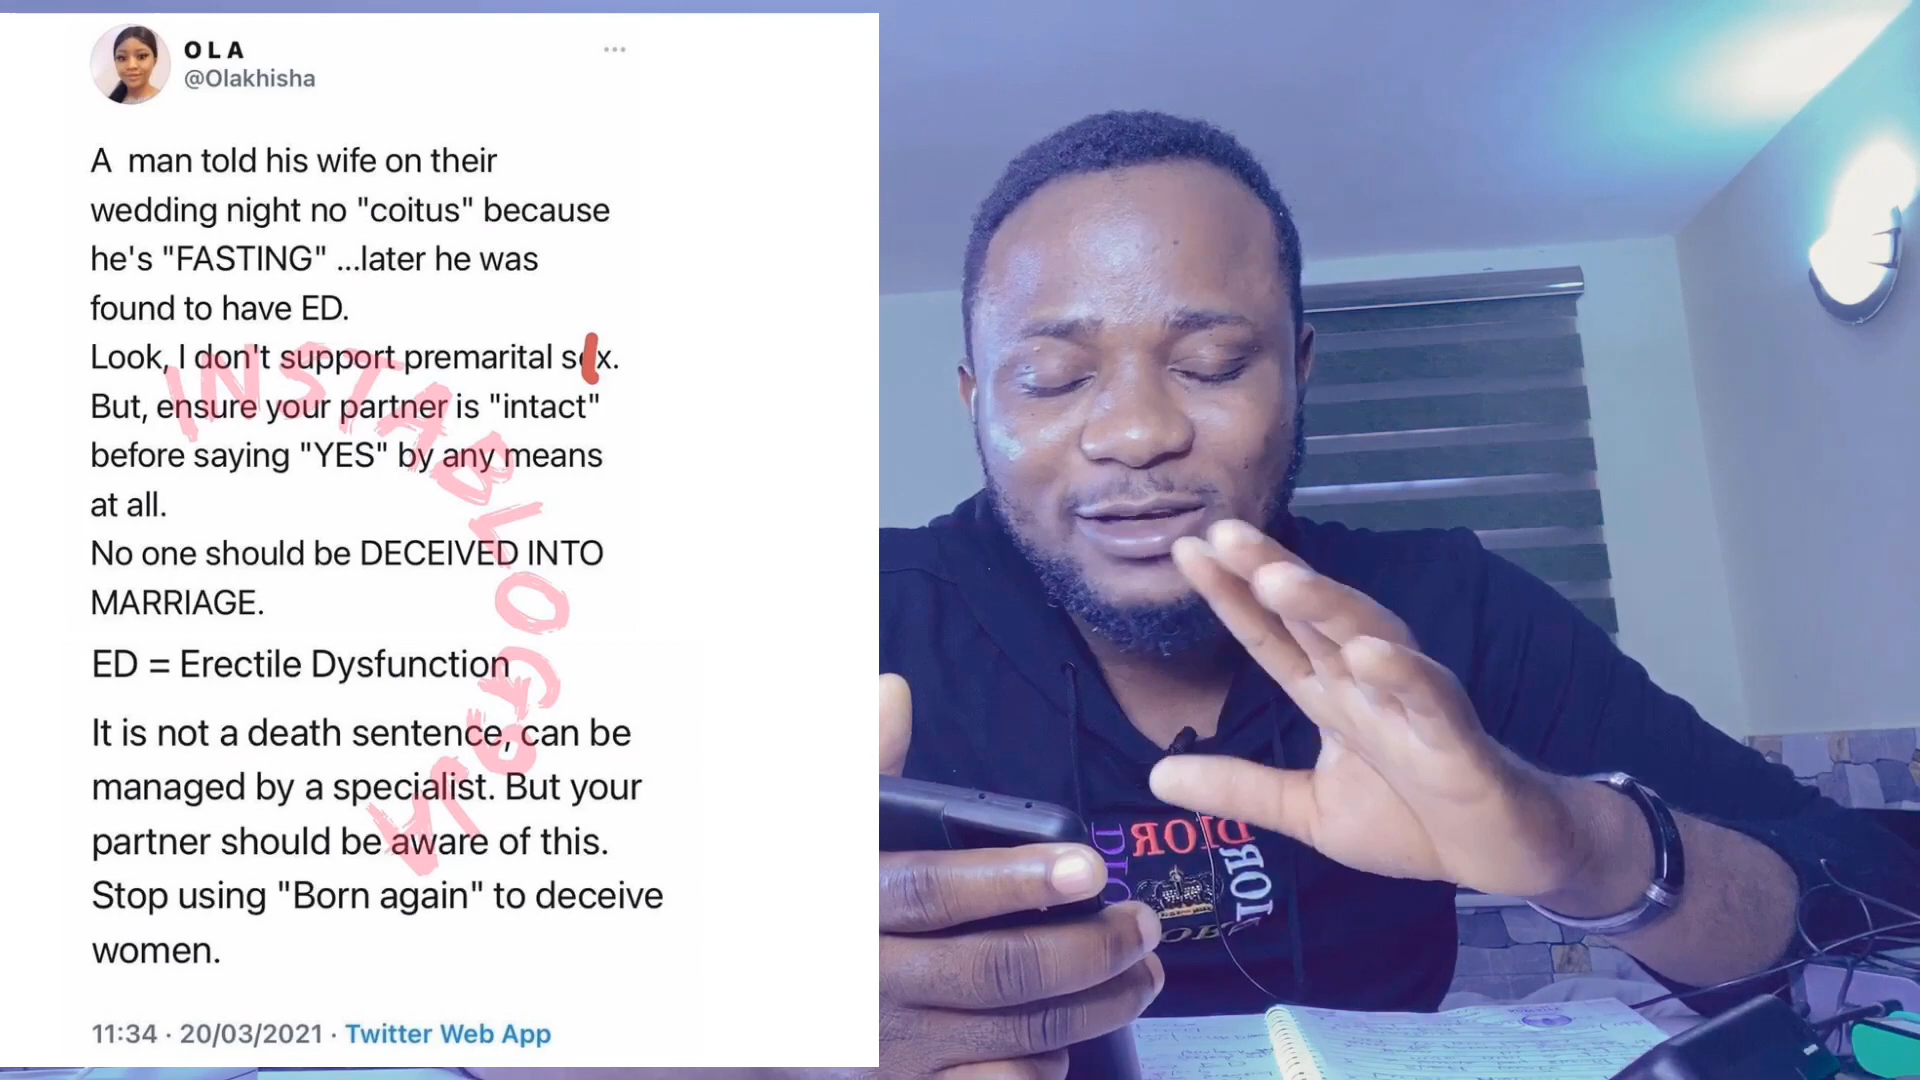 OLA
@Olakhisha
A man told his wife on their
wedding night no "coitus" because
he's "FASTING" ...later he was
found to have ED.
Look, I don't support premarital sex.
But, ensure your partner is "intact"
before saying "YES" by any means
at all.
No one should be DECEIVED INTO
MARRIAGE.
ED = Erectile Dysfunction
It is not a death sentence, can be
managed by a specialist. But your
partner should be aware of this.
Stop using "Born again" to deceive
women.
11:34 · 20/03/2021 · Twitter Web App
INSTABLOG9JA
DIOR
DIOR
DIOR